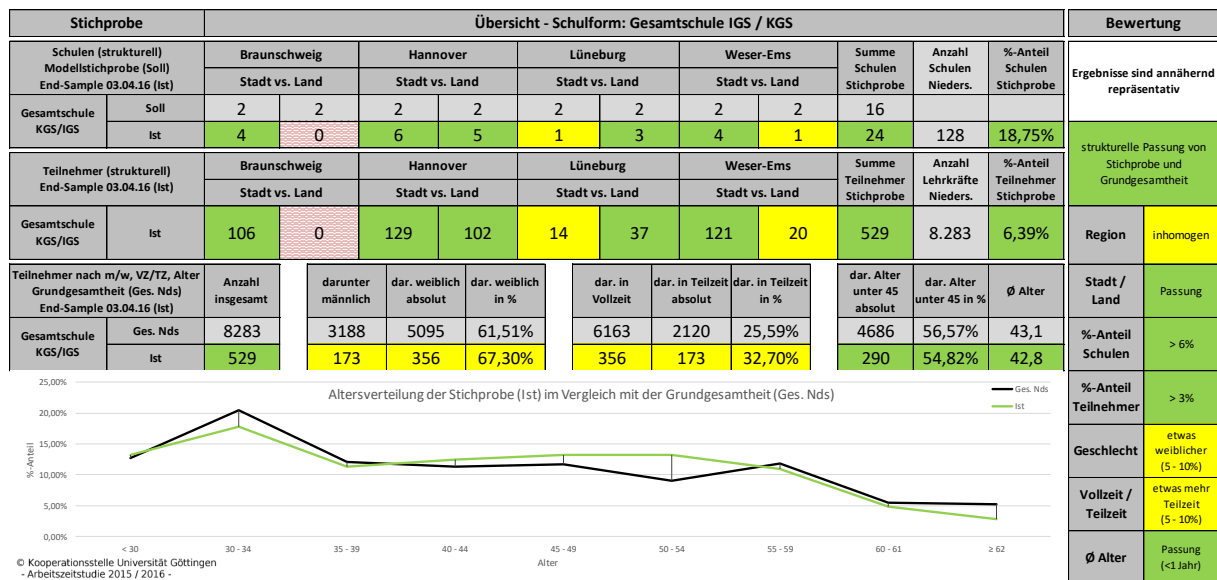 Stichprobe
Übersicht - Schulform: Gesamtschule IGS / KGS
Bewertung
Schulen (strukturell)
Modellstichprobe (Soll)
End-Sample 03.04.16 (Ist)
Braunschweig
Hannover
Lüneburg
Weser-Ems
Summe
Schulen
Stichprobe
Anzahl
Schulen
Nieders.
%-Anteil
Schulen
Stichprobe
Stadt vs. Land
Stadt vs. Land
Stadt vs. Land
Stadt vs. Land
Ergebnisse sind annähernd
repräsentativ
Gesamtschule
KGS/IGS
Soll 2 2 2 2 2 2 2 2 16
Ist 4 0 6 5 1 3 4 1 24 128 18,75%
strukturelle Passung von
Stichprobe und
Grundgesamtheit
Teilnehmer (strukturell)
End-Sample 03.04.16 (Ist)
Braunschweig
Hannover
Lüneburg
Weser-Ems
Summe
Teilnehmer
Stichprobe
Anzahl
Lehrkräfte
Nieders.
%-Anteil
Teilnehmer
Stichprobe
Stadt vs. Land
Stadt vs. Land
Stadt vs. Land
Stadt vs. Land
Gesamtschule
KGS/IGS
Ist 106 0 129 102 14 37 121 20 529 8.283 6,39%
Region
inhomogen
Teilnehmer nach m/w, VZ/TZ, Alter
Grundgesamtheit (Ges. Nds)
End-Sample 03.04.16 (Ist)
Anzahl
insgesamt
darunter
männlich
dar. weiblich
absolut
dar. weiblich
in %
dar. in
Vollzeit
dar. in Teilzeit
absolut
dar. in Teilzeit
in %
dar. Alter
unter 45
absolut
dar. Alter
unter 45 in %
Ø Alter
Stadt /
Land
Passung
Gesamtschule
KGS/IGS
Ges. Nds 8283 3188 5095 61,51% 6163 2120 25,59% 4686 56,57% 43,1
Ist 529 173 356 67,30% 356 173 32,70% 290 54,82% 42,8
%-Anteil
Schulen
> 6%
%-Anteil
Teilnehmer
> 3%
Geschlecht
etwas
weiblicher
(5 - 10%)
Vollzeit /
Teilzeit
etwas mehr
Teilzeit
(5 - 10%)
Ø Alter
Passung
(<1 Jahr)
Altersverteilung der Stichprobe (Ist) im Vergleich mit der Grundgesamtheit (Ges. Nds)
Ges. Nds
Ist
25,00%
20,00%
15,00%
10,00%
5,00%
0,00%
%-Anteil
< 30 30 - 34 35 - 39 40 - 44 45 - 49 50 - 54 55 - 59 60 - 61 ≥ 62
Alter
© Kooperationsstelle Universität Göttingen
- Arbeitszeitstudie 2015 / 2016 -